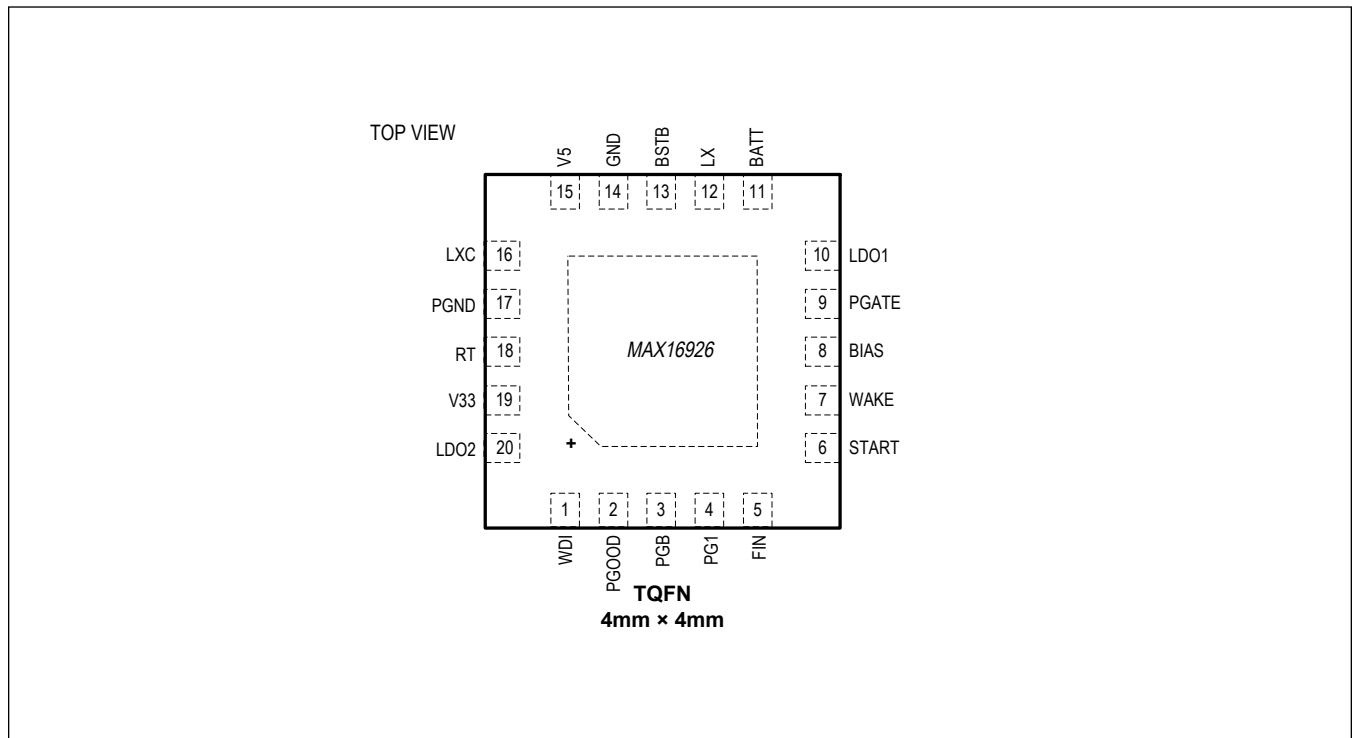 TOP VIEW
V5
GND
BSTB
LX
BATT
15
14
13
12
11
LXC 16
10 LDO1
PGND 17
9 PGATE
RT 18
MAX16926
8 BIAS
V33 19
7 WAKE
LDO2 20
+
6 START
1
2
3
4
5
WDI
PGOOD
PGB
PG1
FIN
TQFN
4mm × 4mm